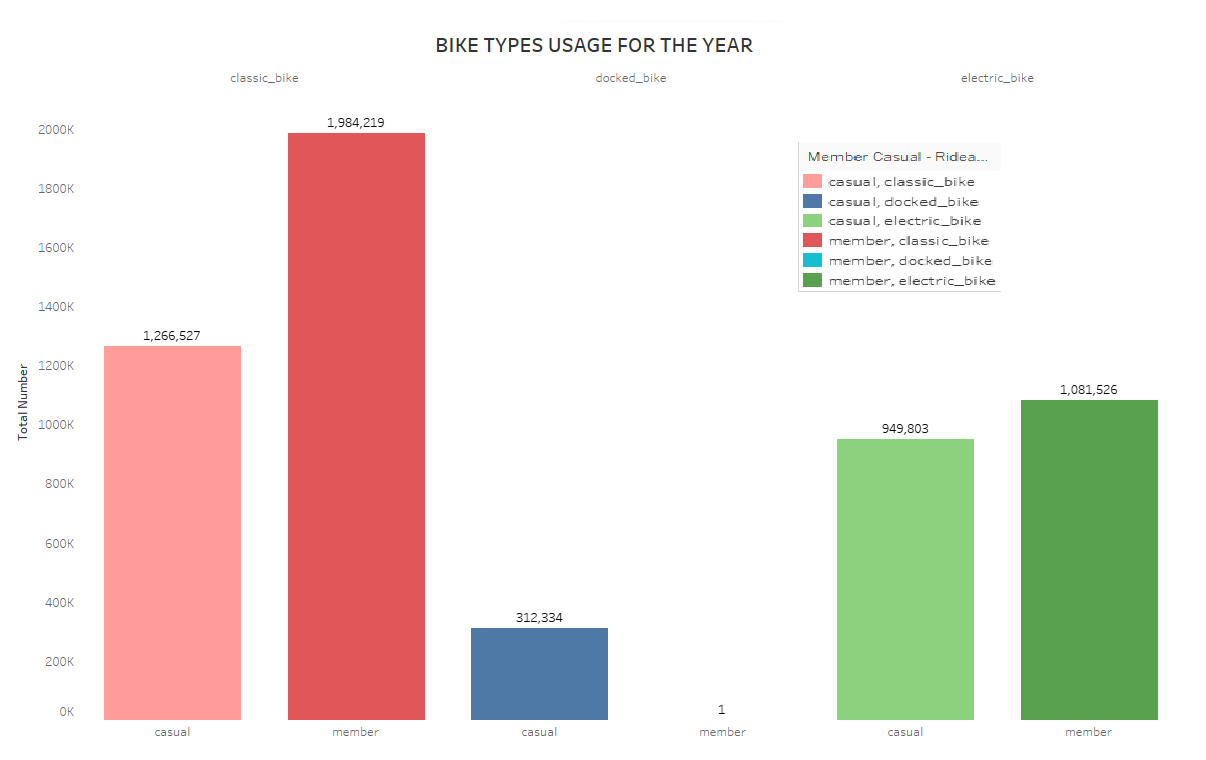 BIKE TYPES USAGE FOR THE YEAR
classic_bike
docked_bike
electric_bike
Total Number
2000K
1800K
1600K
1400K
1200K
1000K
800K
600K
400K
200K
0K
1,266,527
1,984,219
312,334
1
949,803
1,081,526
Member Casual - Ridea...
casual, classic_bike
casual, docked_bike
casual, electric_bike
member, classic_bike
member, docked_bike
member, electric_bike
casual
member
casual
member
casual
member